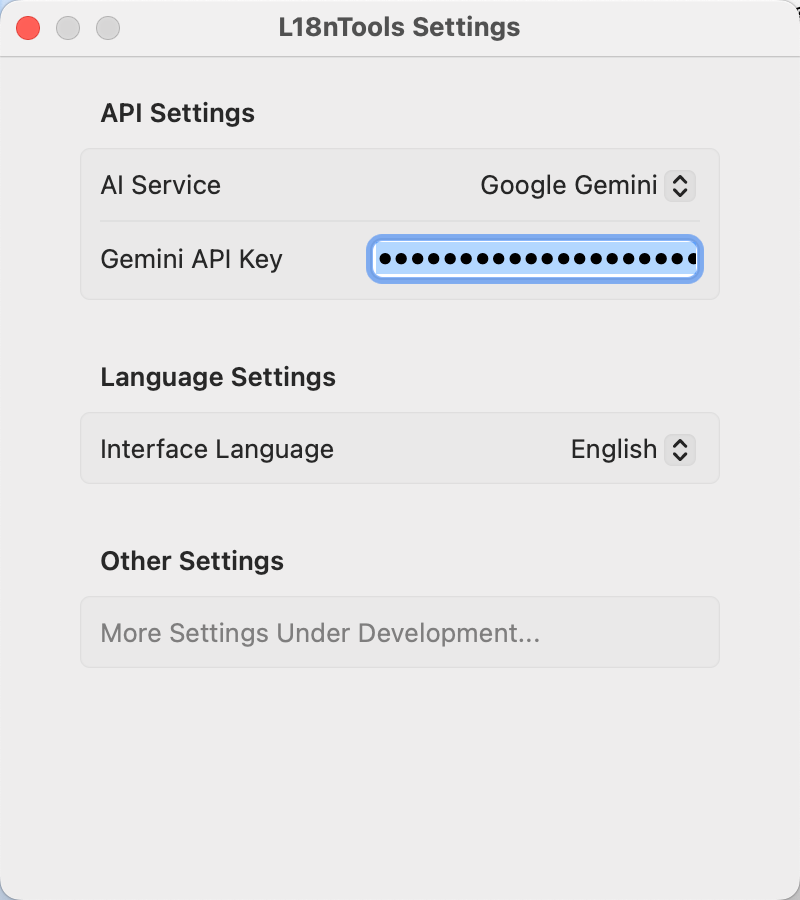 L18nTools Settings
API Settings
AI Service
Google Gemini
Gemini API Key
●●●●●●●●●●●●●●●●●●●●
Language Settings
Interface Language
English
Other Settings
More Settings Under Development...